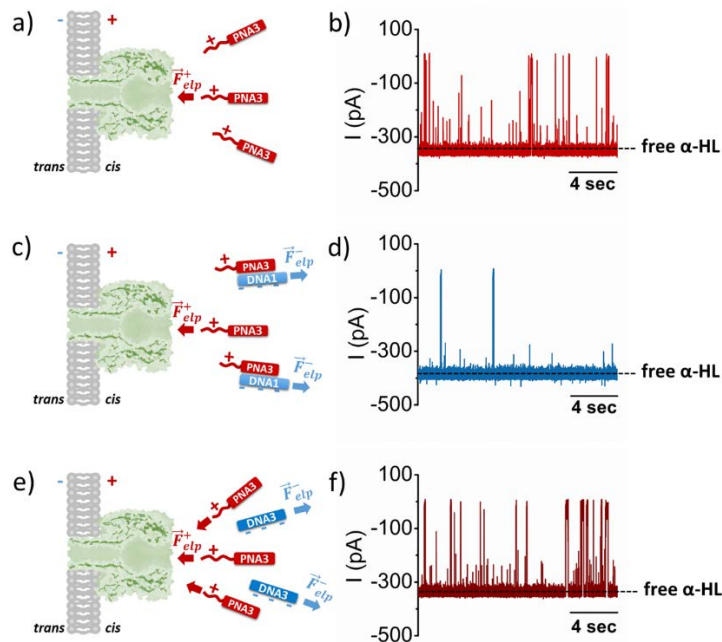 a)
- +
+
PNA3
F⃗⁺elp
+
PNA3
+
PNA3
trans cis
b)
I (pA)
100
-100
-300
-500
free α-HL
4 sec
c)
- +
+
PNA3
DNA1
F⃗⁻elp
F⃗⁺elp
+
PNA3
+
PNA3
DNA1
F⃗⁻elp
trans cis
d)
I (pA)
100
-100
-300
-500
free α-HL
4 sec
e)
- +
+
PNA3
F⃗⁻elp
DNA3
F⃗⁺elp
+
PNA3
DNA3
+
PNA3
F⃗⁻elp
trans cis
f)
I (pA)
100
-100
-300
-500
free α-HL
4 sec